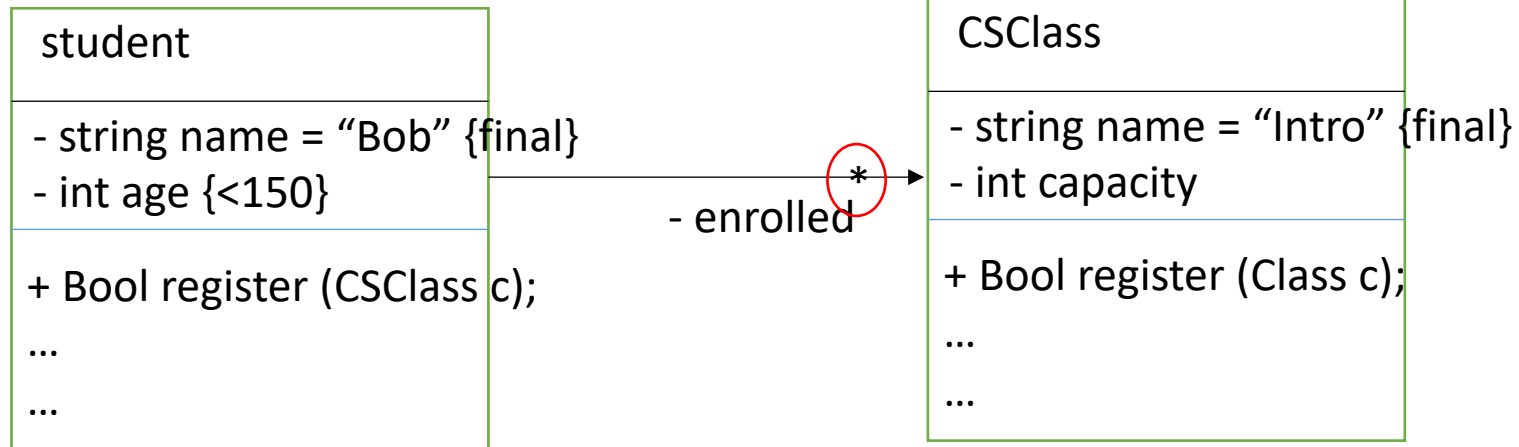 student
- string name = “Bob” {final}
- int age {<150}
+ Bool register (CSClass c);
...
...
*
- enrolled
CSClass
- string name = “Intro” {final}
- int capacity
+ Bool register (Class c);
...
...